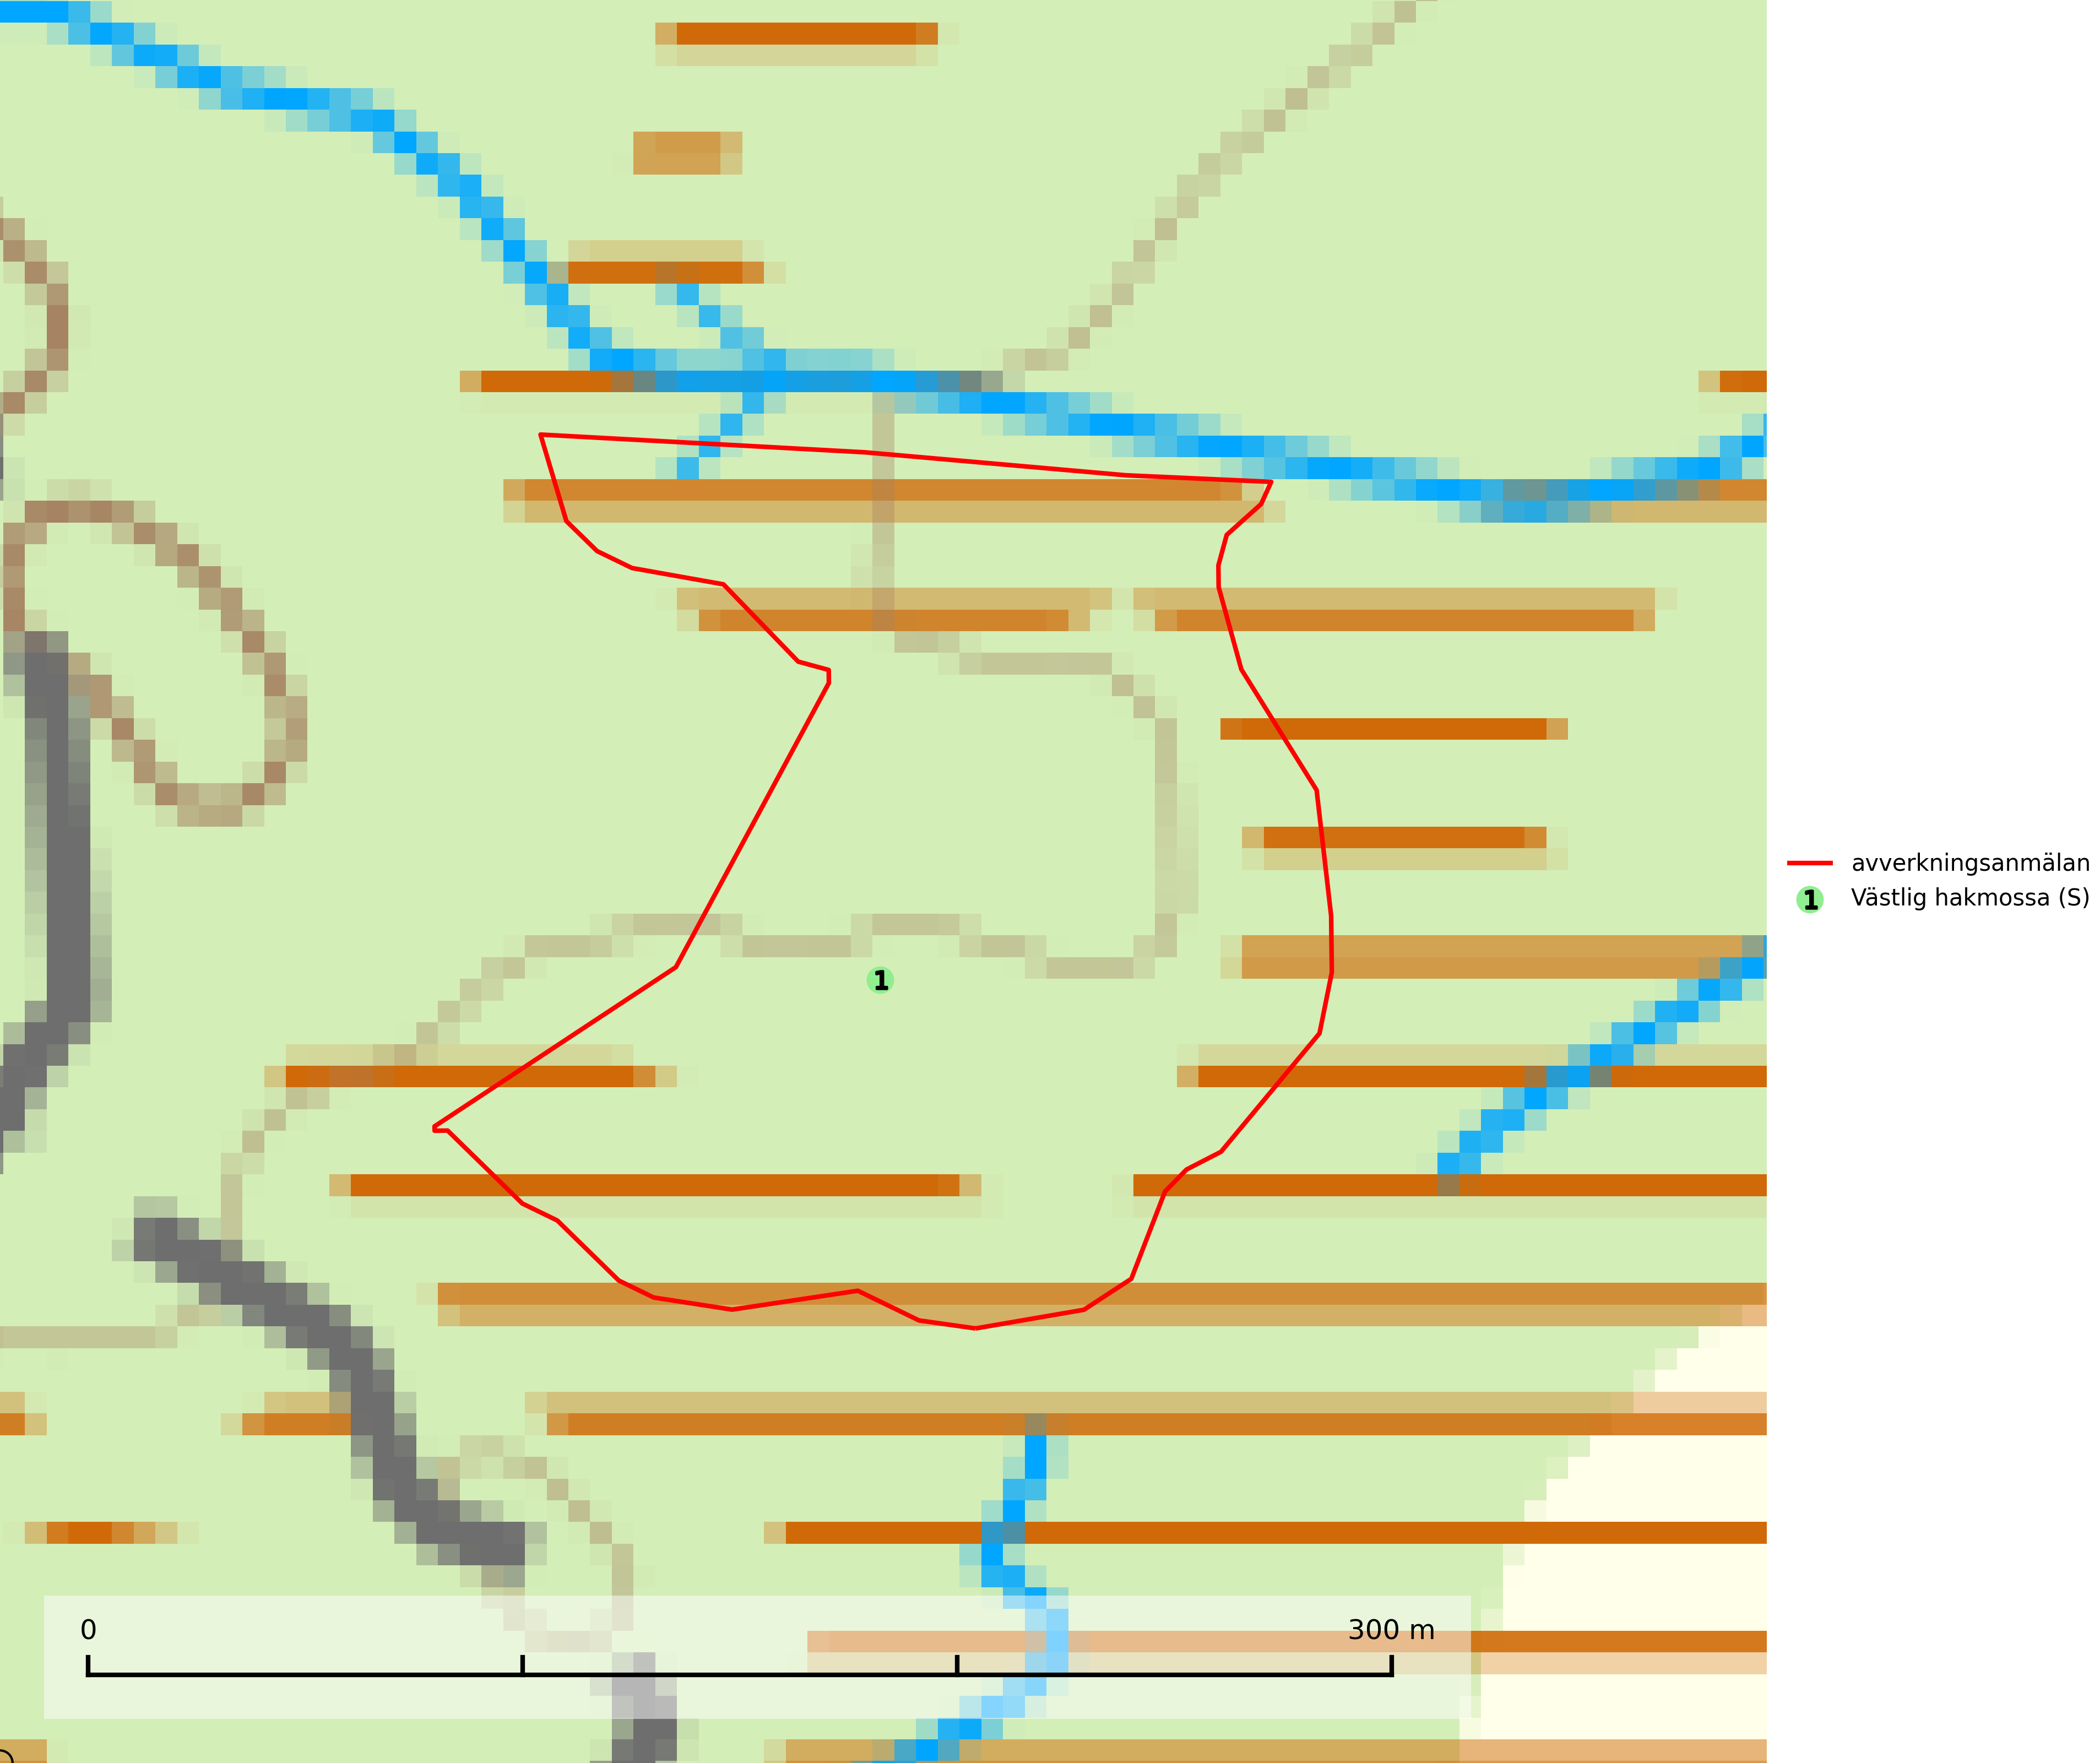 avverkningsanmälan
1 Västlig hakmossa (S)
1
0 300 m